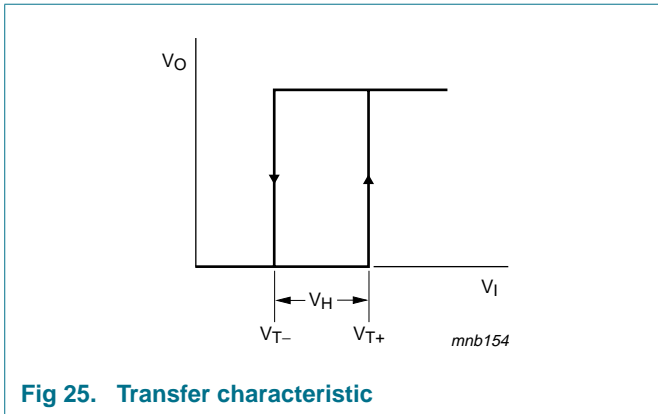 VO
VI
VH
VT−
VT+
mnb154
Fig 25. Transfer characteristic